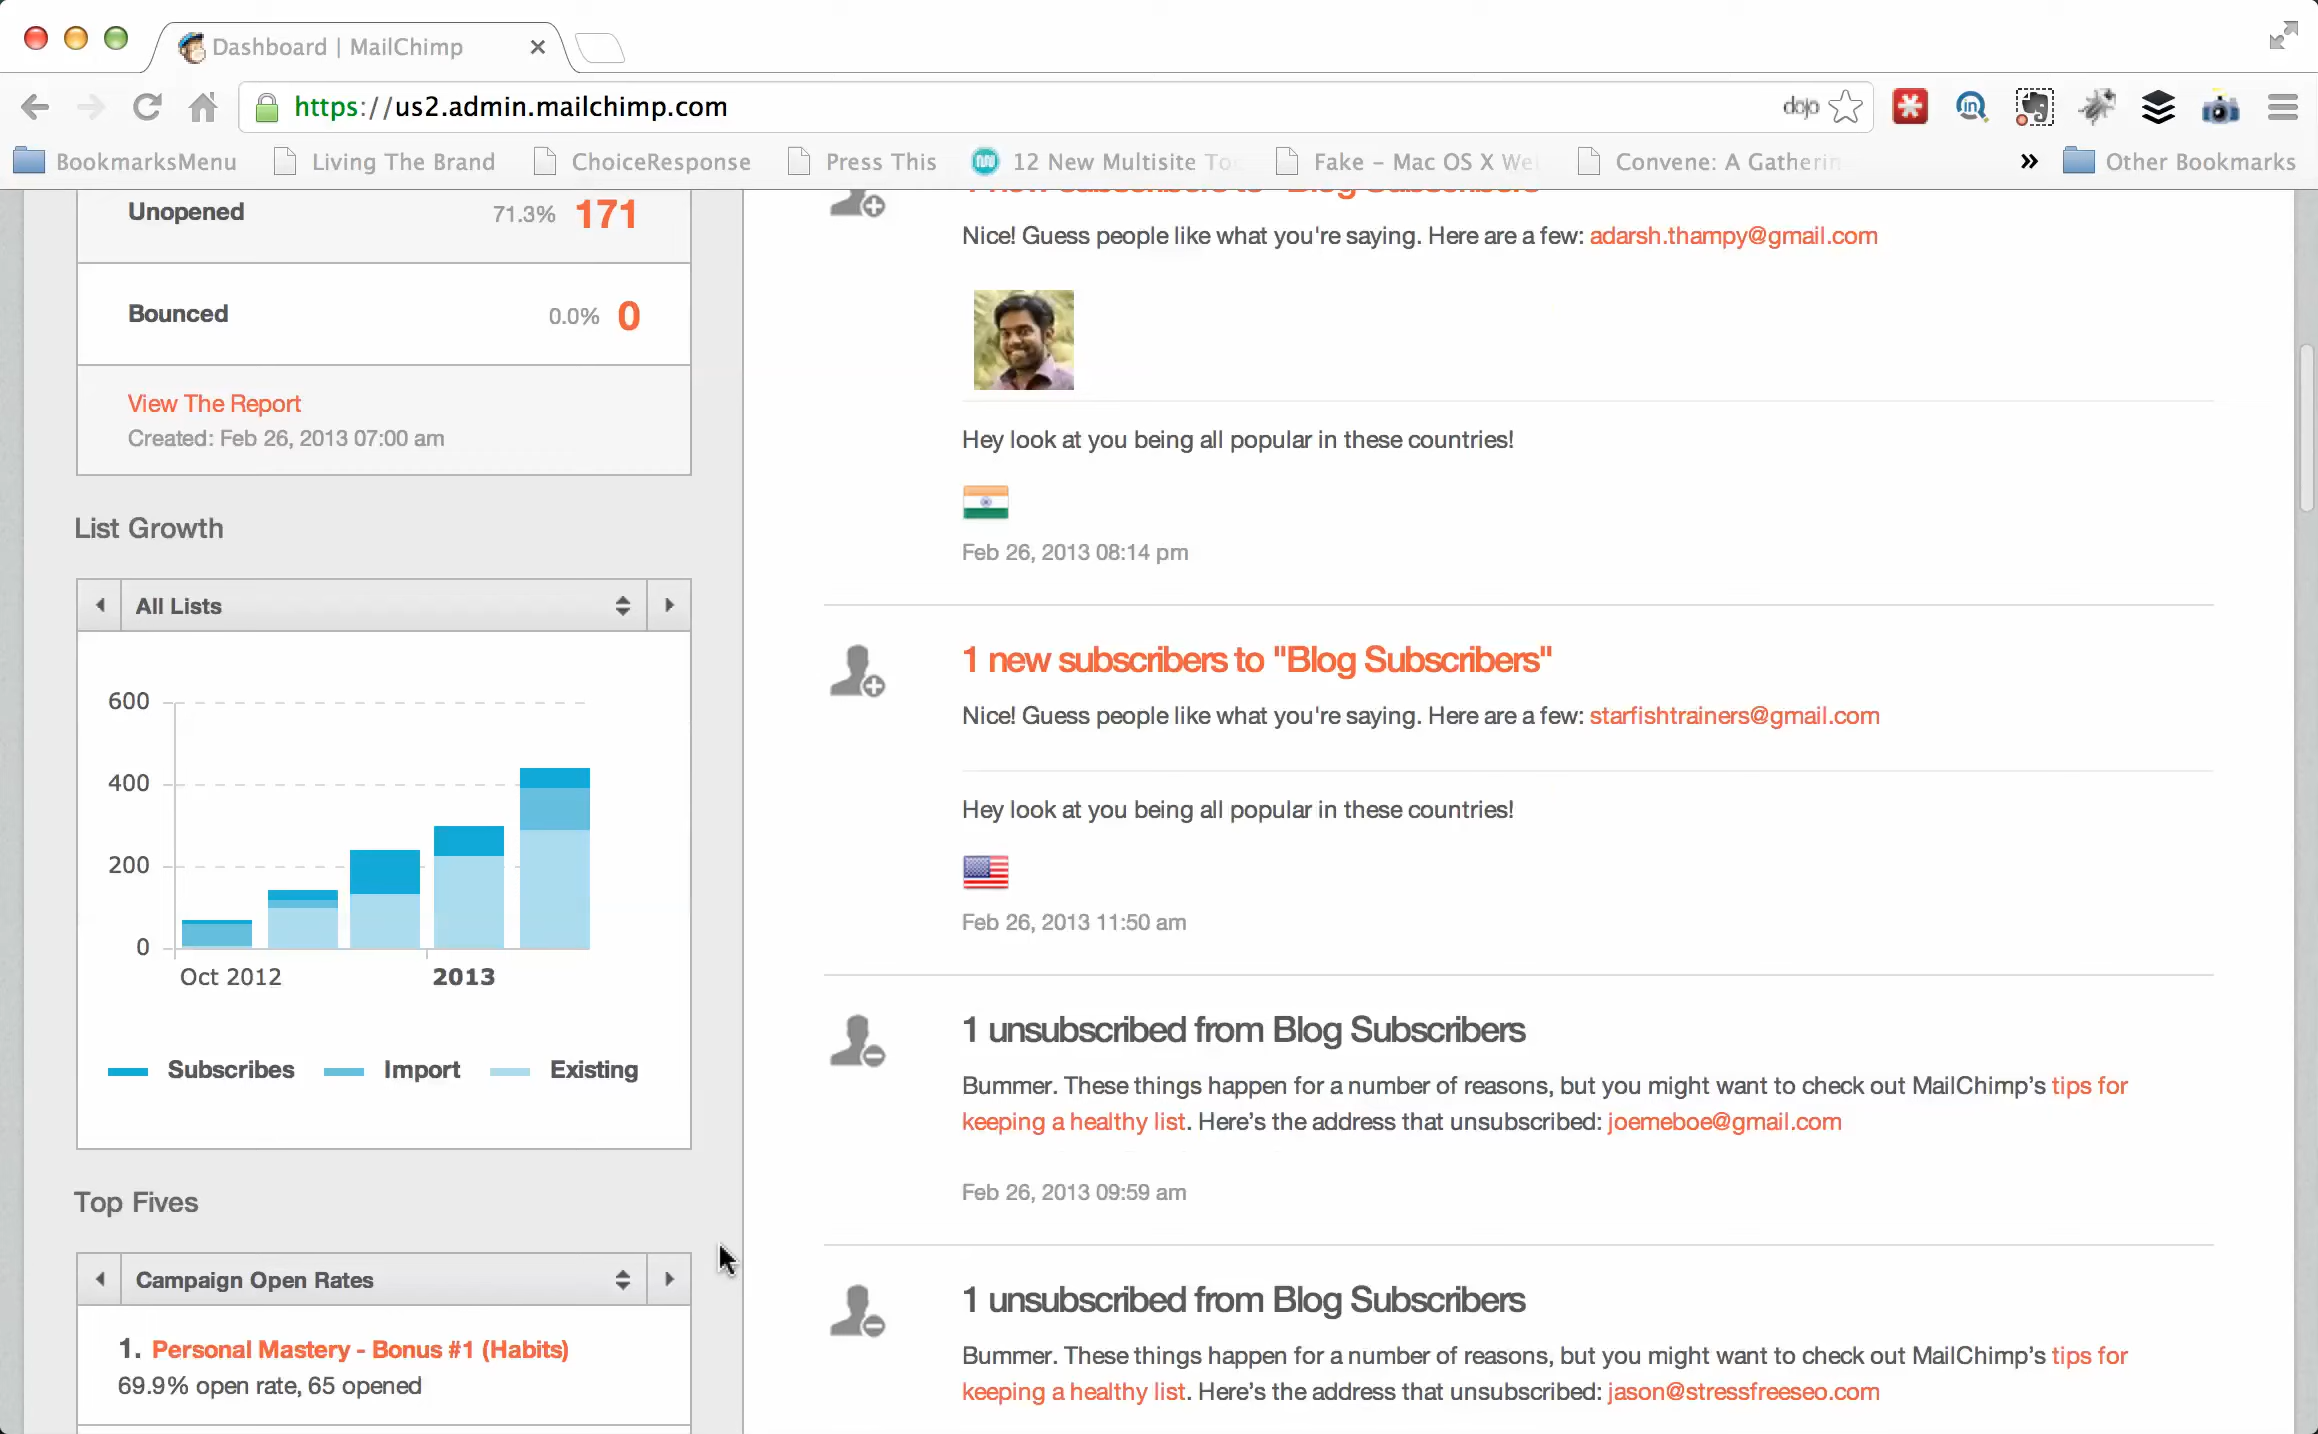 Dashboard | MailChimp
https://us2.admin.mailchimp.com
dojo
BookmarksMenu
Living The Brand
ChoiceResponse
Press This
12 New Multisite
Fake – Mac OS X
Convene: A
Other Bookmarks
Unopened 71.3% 171
Bounced 0.0% 0
View The Report
Created: Feb 26, 2013 07:00 am
List Growth
All Lists
600
400
200
0
Oct 2012
2013
Subscribes
Import
Existing
Top Fives
Campaign Open Rates
1. Personal Mastery - Bonus #1 (Habits)
69.9% open rate, 65 opened
1 new subscribers to "Blog Subscribers"
Nice! Guess people like what you're saying. Here are a few: adarsh.thampy@gmail.com
Hey look at you being all popular in these countries!
Feb 26, 2013 08:14 pm
1 new subscribers to "Blog Subscribers"
Nice! Guess people like what you're saying. Here are a few: starfishtrainers@gmail.com
Hey look at you being all popular in these countries!
Feb 26, 2013 11:50 am
1 unsubscribed from Blog Subscribers
Bummer. These things happen for a number of reasons, but you might want to check out MailChimp’s tips for
keeping a healthy list. Here’s the address that unsubscribed: joemeboe@gmail.com
Feb 26, 2013 09:59 am
1 unsubscribed from Blog Subscribers
Bummer. These things happen for a number of reasons, but you might want to check out MailChimp’s tips for
keeping a healthy list. Here’s the address that unsubscribed: jason@stressfreeseo.com